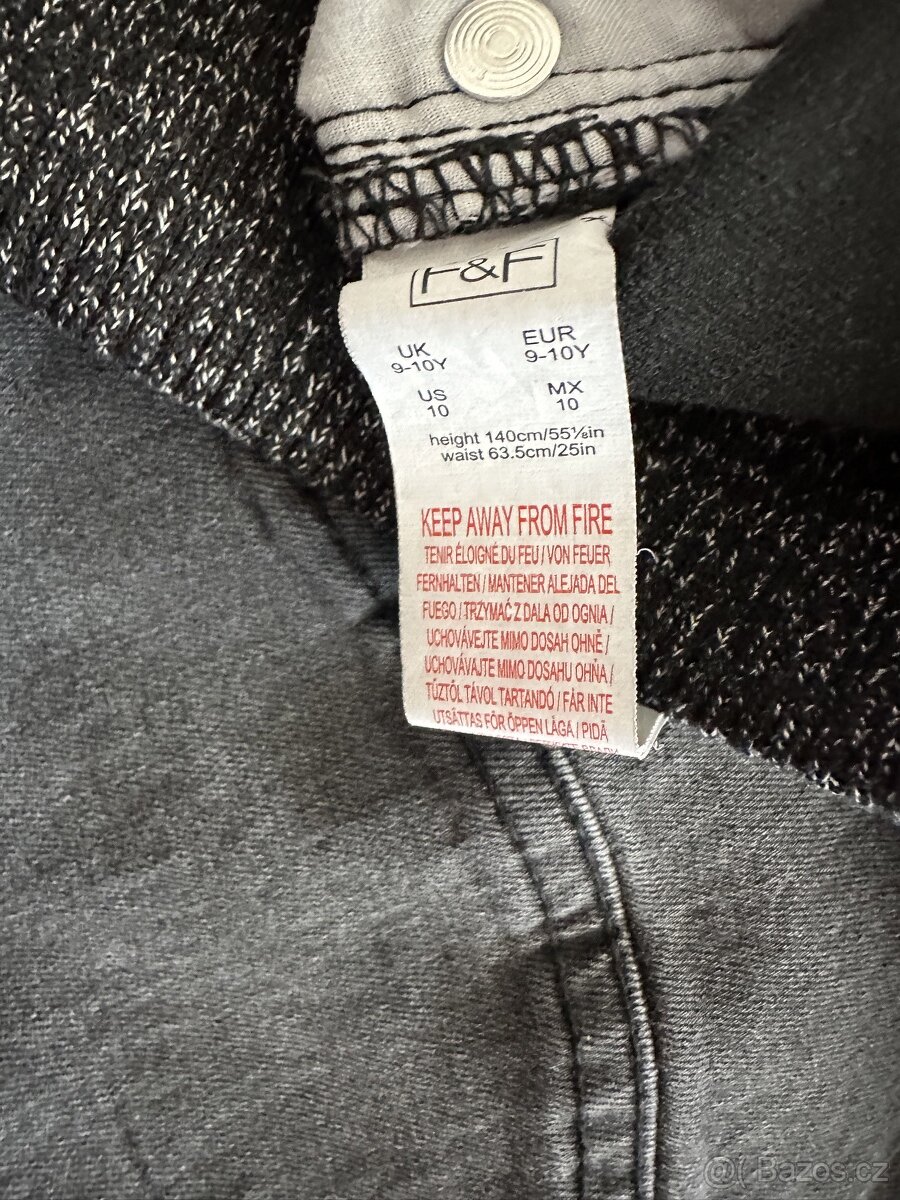 F&F
UK
9-10Y
EUR
9-10Y
US
10
MX
10
height 140cm/55⅛in
waist 63.5cm/25in
KEEP AWAY FROM FIRE
TENIR ÉLOIGNÉ DU FEU / VON FEUER
FERNHALTEN / MANTENER ALEJADA DEL
FUEGO / TRZYMAĆ Z DALA OD OGNIA /
UCHOVÁVEJTE MIMO DOSAH OHNĚ /
UCHOVÁVAJTE MIMO DOSAHU OHŇA /
TŰZTŐL TÁVOL TARTANDÓ / FÅR INTE
UTSÄTTAS FÖR ÖPPEN LÅGA / PIDÄ
@( Bazos.cz